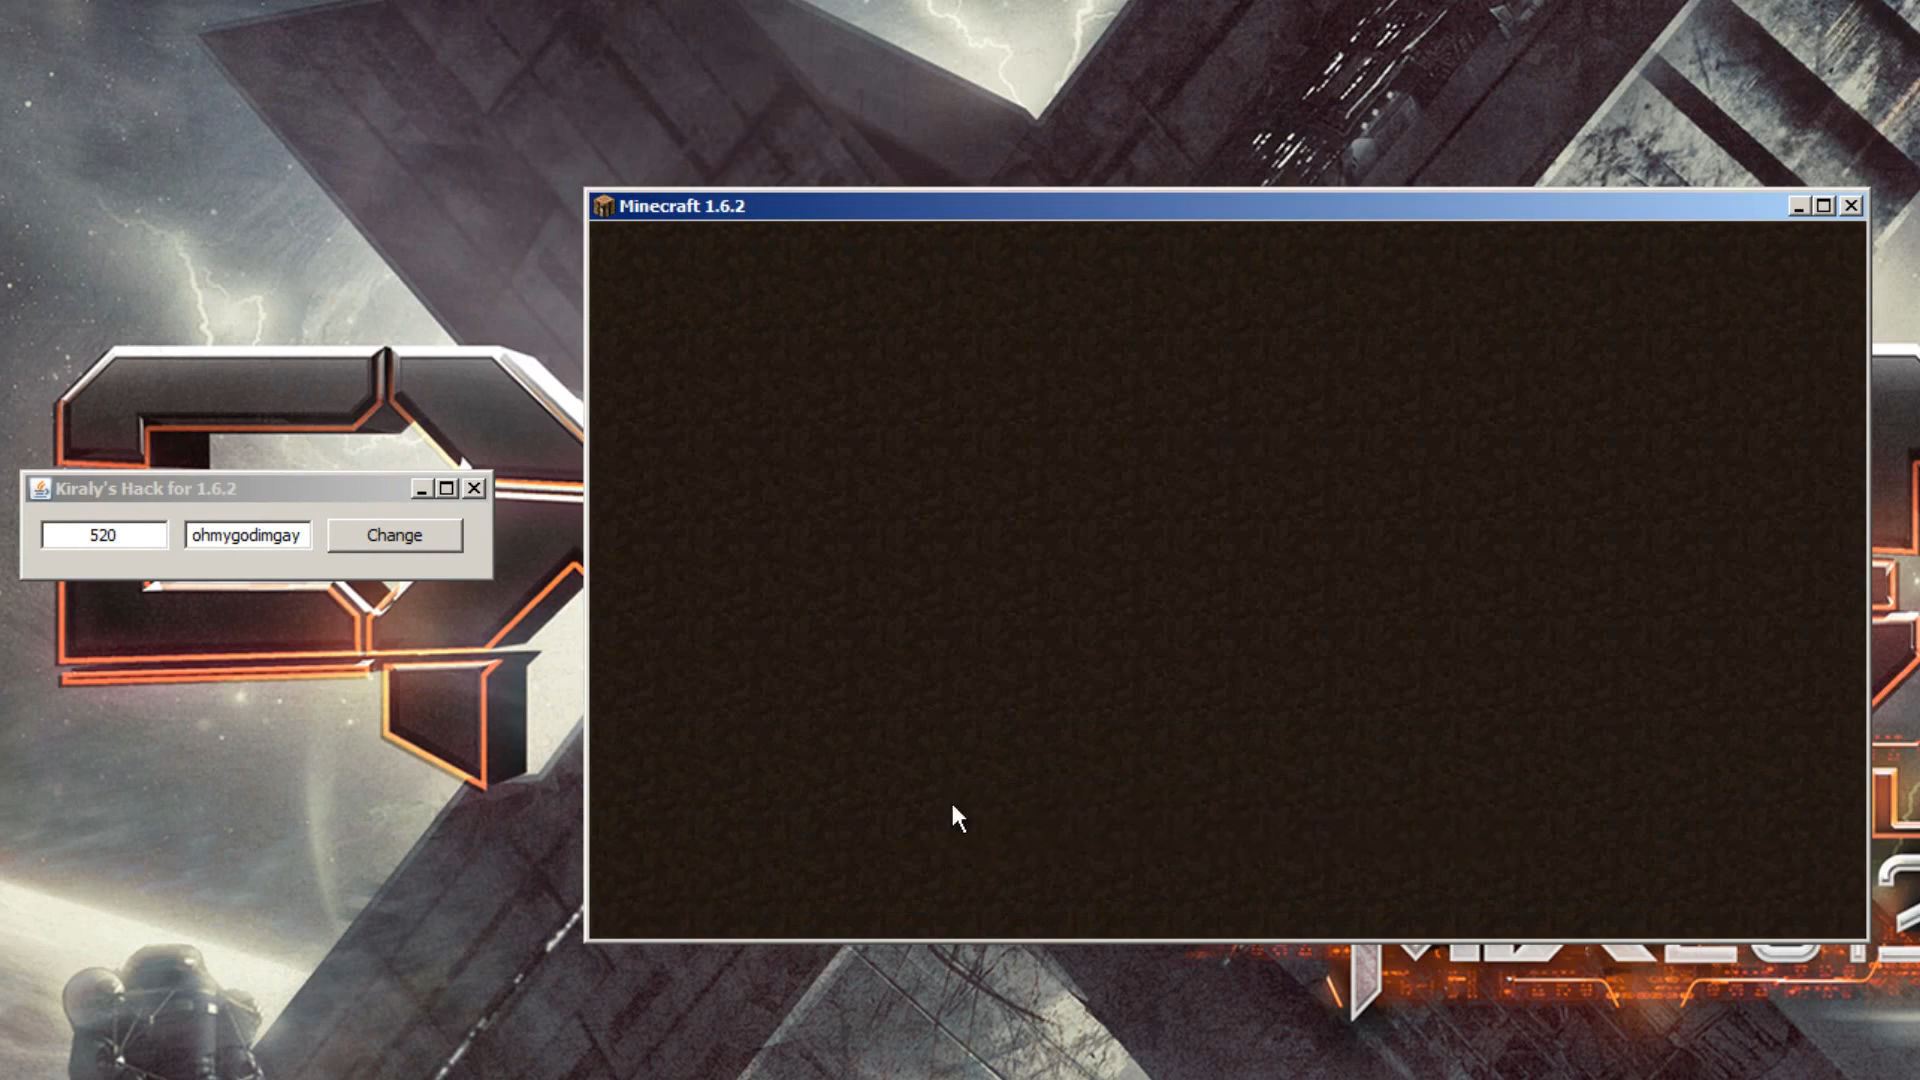 Minecraft 1.6.2
Kiraly's Hack for 1.6.2
520 ohmygodimgay Change